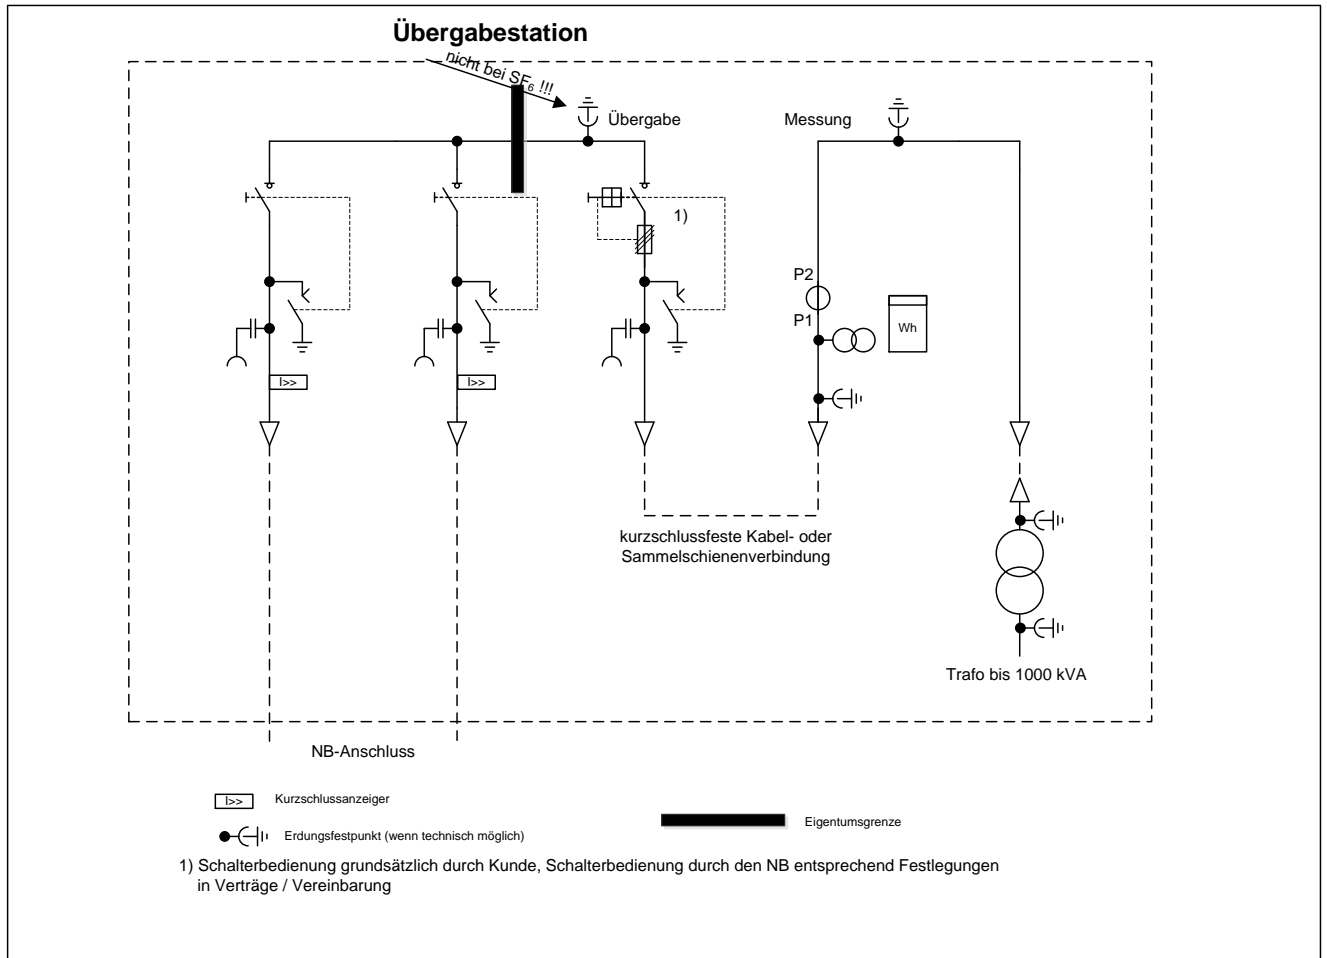 Übergabestation
nicht bei SF₆ !!!
Übergabe
Messung
1)
P2
P1
Wh
I>>
I>>
kurzschlussfeste Kabel- oder
Sammelschienenverbindung
Trafo bis 1000 kVA
NB-Anschluss
I>>
Kurzschlussanzeiger
Erdungsfestpunkt (wenn technisch möglich)
Eigentumsgrenze
1) Schalterbedienung grundsätzlich durch Kunde, Schalterbedienung durch den NB entsprechend Festlegungen
in Verträge / Vereinbarung